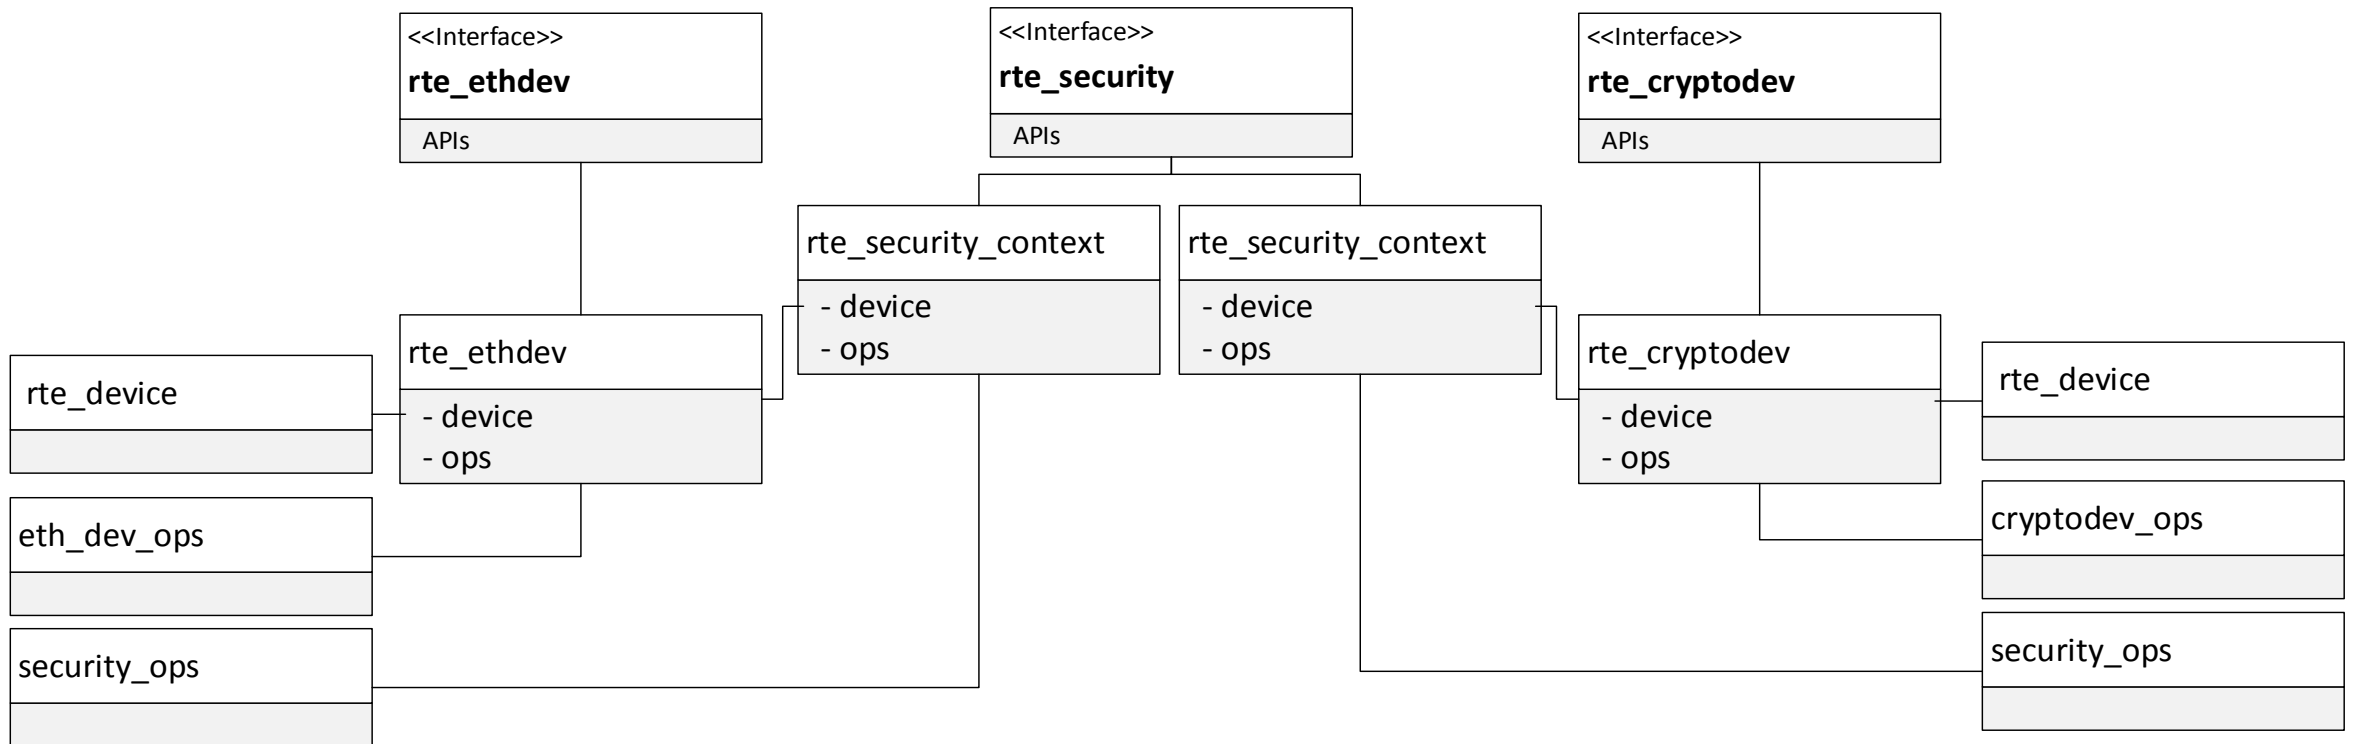 <<Interface>>
rte_ethdev
APIs
<<Interface>>
rte_security
APIs
<<Interface>>
rte_cryptodev
APIs
rte_security_context
- device
- ops
rte_security_context
- device
- ops
rte_ethdev
- device
- ops
rte_cryptodev
- device
- ops
rte_device
eth_dev_ops
security_ops
rte_device
cryptodev_ops
security_ops